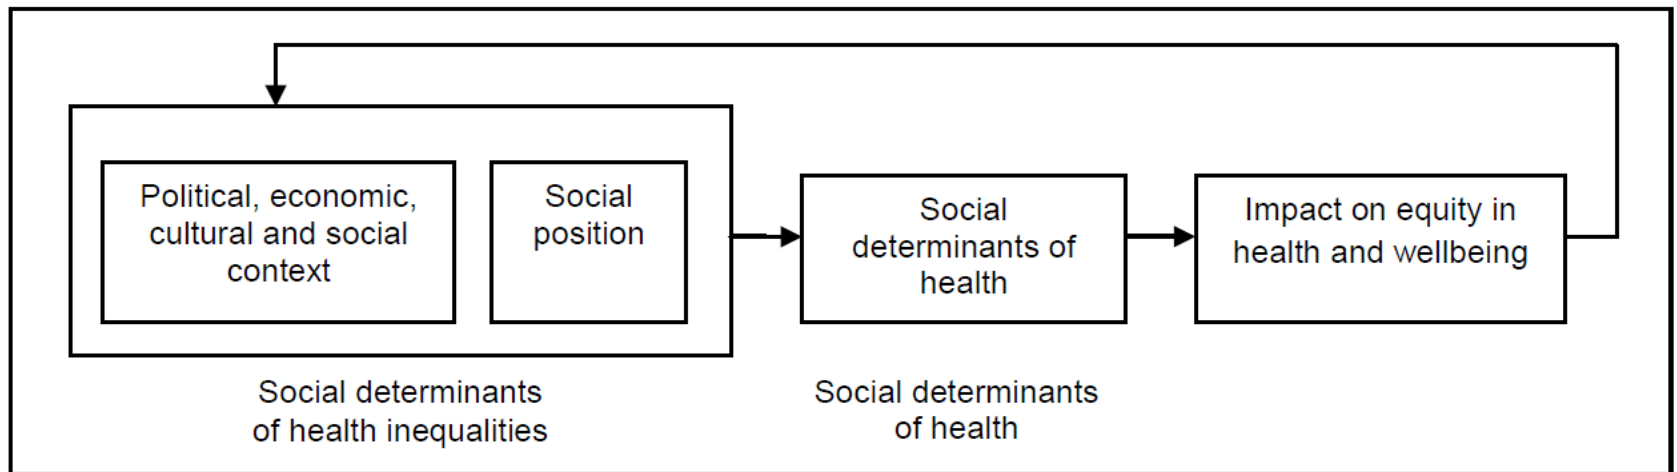 Political, economic,
cultural and social
context
Social
position
Social
determinants of
health
Impact on equity in
health and wellbeing
Social determinants
of health inequalities
Social determinants
of health